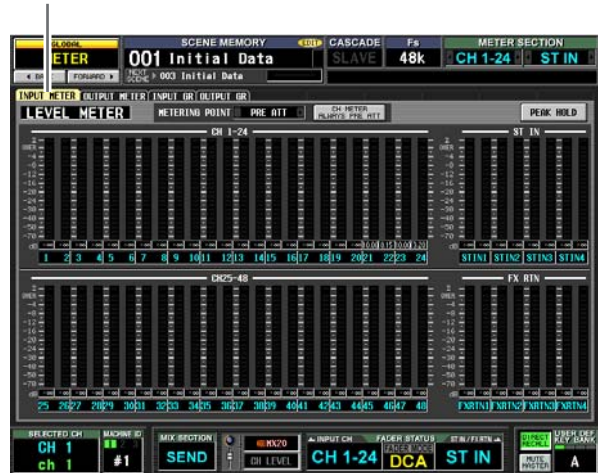 GLOBAL
METER
SCENE MEMORY
EDIT
CASCADE
Fs
METER SECTION
001 Initial Data
SLAVE
48k
CH 1-24
ST IN
FORWARD
NEXT SCENE
003 Initial Data
INPUT METER
OUTPUT METER
INPUT GR
OUTPUT GR
LEVEL METER
METERING POINT
PRE ATT
CH METER
ALWAYS PRE ATT
PEAK HOLD
CH 1-24
ST IN
1 2 3 4 5 6 7 8 9 10 11 12 13 14 15 16 17 18 19 20 21 22 23 24
STIN1 STIN2 STIN3 STIN4
CH25-48
FX RTN
25 26 27 28 29 30 31 32 33 34 35 36 37 38 39 40 41 42 43 44 45 46 47 48
FXRTN1 FXRTN2 FXRTN3 FXRTN4
SELECTED CH
MACHINE ID
MIX SECTION
INPUT CH
FADER STATUS
ST IN/FX RTN
DIRECT RECALL
USER DEF
KEY BANK
CH 1
MX20
FADER MODE
ch 1
#1
SEND
CH LEVEL
CH 1-24
DCA
ST IN
MUTE MASTER
A